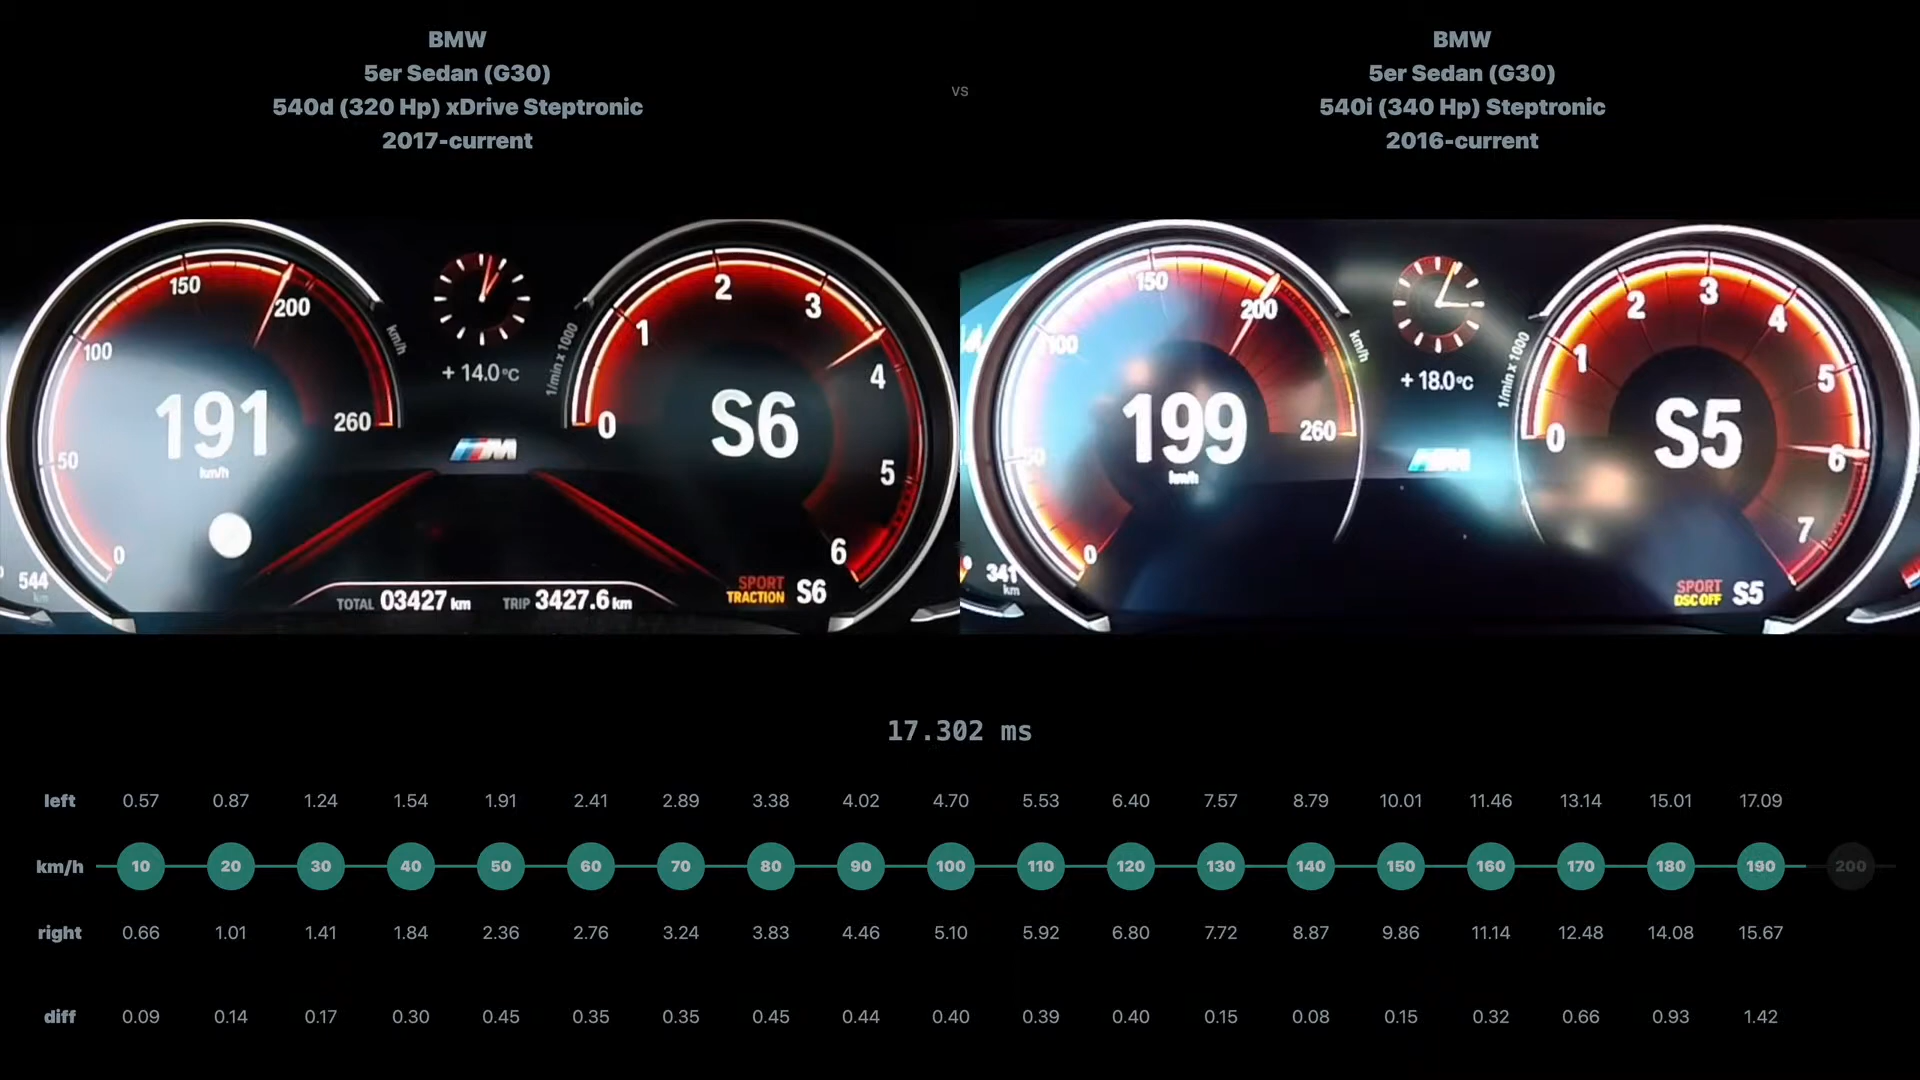 BMW
5er Sedan (G30)
540d (320 Hp) xDrive Steptronic
2017-current
vs
BMW
5er Sedan (G30)
540i (340 Hp) Steptronic
2016-current
0
50
100
150
200
260
km/h
191
km/h
544
km
+ 14.0°C
M
1/min x 1000
0
1
2
3
4
5
6
S6
SPORT
TRACTION
S6
TOTAL 03427 km TRIP 3427.6 km
0
50
100
150
200
260
km/h
199
km/h
341
km
+ 18.0°C
M
1/min x 1000
0
1
2
3
4
5
6
7
S5
SPORT
DSC OFF
S5
17.302 ms
left 0.57 0.87 1.24 1.54 1.91 2.41 2.89 3.38 4.02 4.70 5.53 6.40 7.57 8.79 10.01 11.46 13.14 15.01 17.09
km/h 10 20 30 40 50 60 70 80 90 100 110 120 130 140 150 160 170 180 190 200
right 0.66 1.01 1.41 1.84 2.36 2.76 3.24 3.83 4.46 5.10 5.92 6.80 7.72 8.87 9.86 11.14 12.48 14.08 15.67
diff 0.09 0.14 0.17 0.30 0.45 0.35 0.35 0.45 0.44 0.40 0.39 0.40 0.15 0.08 0.15 0.32 0.66 0.93 1.42